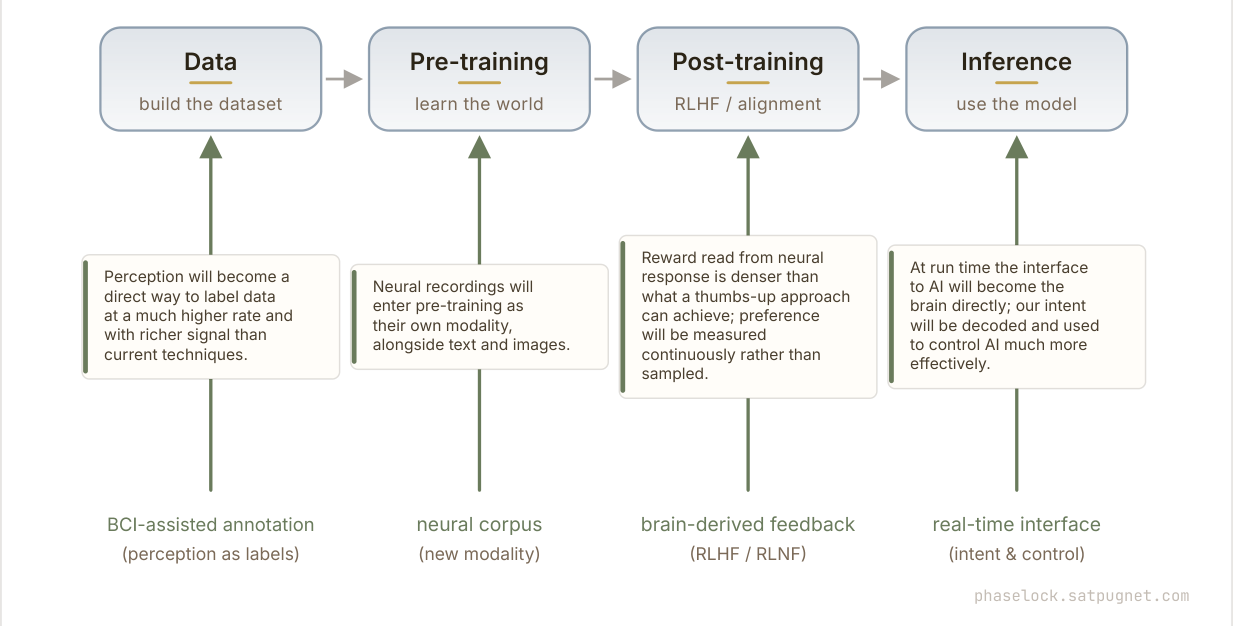 Data
build the dataset
Pre-training
learn the world
Post-training
RLHF / alignment
Inference
use the model
Perception will become a
direct way to label data
at a much higher rate and
with richer signal than
current techniques.
Neural recordings will
enter pre-training as
their own modality,
alongside text and images.
Reward read from neural
response is denser than
what a thumbs-up approach
can achieve; preference
will be measured
continuously rather than
sampled.
At run time the interface
to AI will become the
brain directly; our intent
will be decoded and used
to control AI much more
effectively.
BCI-assisted annotation
(perception as labels)
neural corpus
(new modality)
brain-derived feedback
(RLHF / RLNF)
real-time interface
(intent & control)
phaselock.satpugnet.com